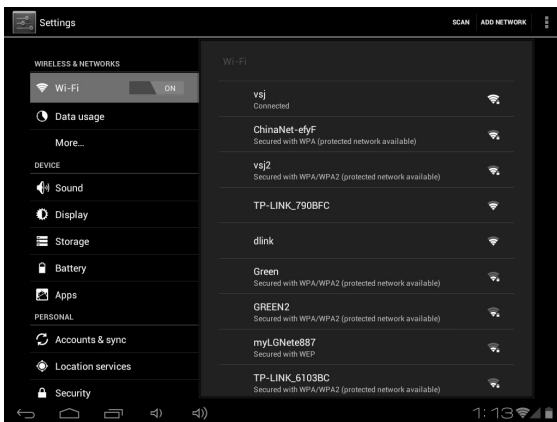 Settings
SCAN ADD NETWORK
WIRELESS & NETWORKS
Wi-Fi ON
Data usage
More...
DEVICE
Sound
Display
Storage
Battery
Apps
PERSONAL
Accounts & sync
Location services
Security
Wi-Fi
vsj
Connected
ChinaNet-efyF
Secured with WPA (protected network available)
vsj2
Secured with WPA/WPA2 (protected network available)
TP-LINK_790BFC
dlink
Green
Secured with WPA/WPA2 (protected network available)
GREEN2
Secured with WPA/WPA2 (protected network available)
myLGNete887
Secured with WEP
TP-LINK_6103BC
Secured with WPA/WPA2 (protected network available)
1:13